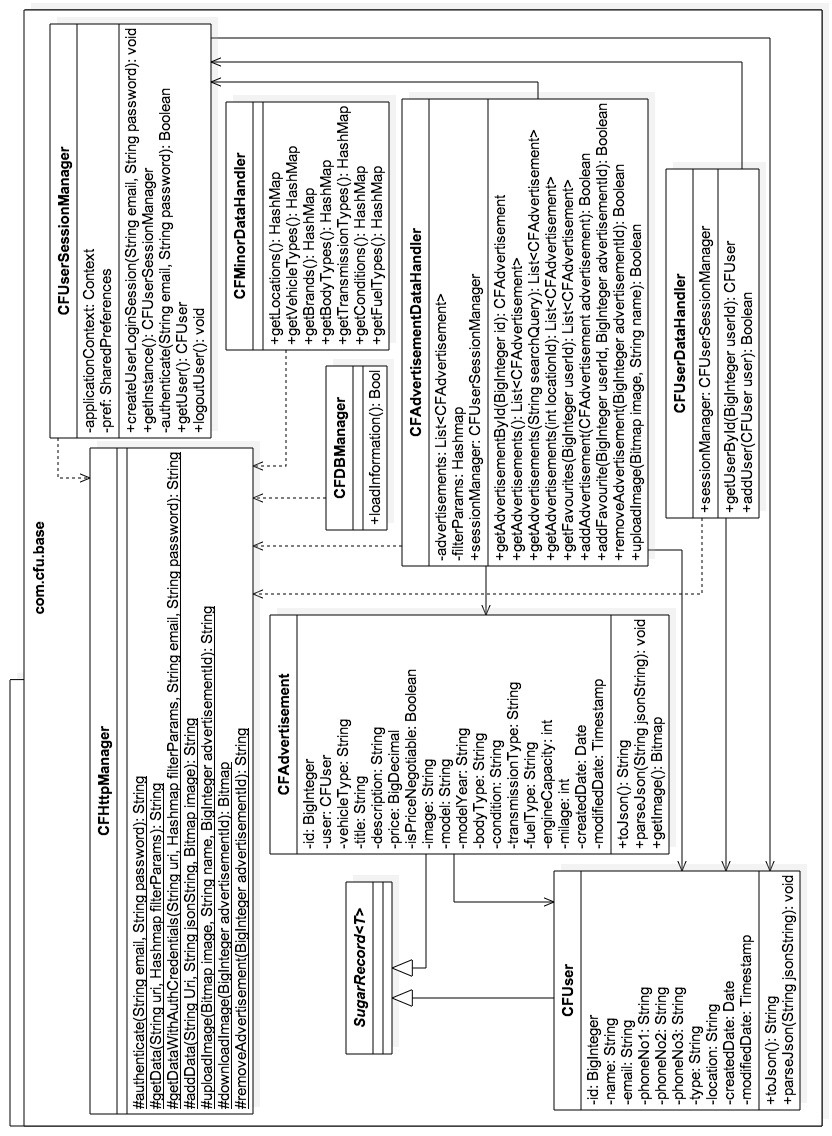 com.cfu.base
CFHttpManager
#authenticate(String email, String password): String
#getData(String uri, Hashmap filterParams): String
#getDataWithAuthCredentials(String uri, Hashmap filterParams, String email, String password): String
#addData(String Uri, String jsonString, Bitmap image): String
#uploadImage(Bitmap image, String name, BigInteger advertisementId): String
#downloadImage(BigInteger advertisementId): Bitmap
#removeAdvertisement(BigInteger advertisementId): String
CFUserSessionManager
-applicationContext: Context
-pref: SharedPreferences
+createUserLoginSession(String email, String password): void
+getInstance(): CFUserSessionManager
-authenticate(String email, String password): Boolean
+getUser(): CFUser
+logoutUser(): void
CFMinorDataHandler
+getLocations(): HashMap
+getVehicleTypes(): HashMap
+getBrands(): HashMap
+getBodyTypes(): HashMap
+getTransmissionTypes(): HashMap
+getConditions(): HashMap
+getFuelTypes(): HashMap
CFDBManager
+loadInformation(): Bool
CFAdvertisement
-id: BigInteger
-user: CFUser
-vehicleType: String
-title: String
-description: String
-price: BigDecimal
-isPriceNegotiable: Boolean
-image: String
-model: String
-modelYear: String
-bodyType: String
-condition: String
-transmissionType: String
-fuelType: String
-engineCapacity: int
-milage: int
-createdDate: Date
-modifiedDate: Timestamp
+toJson(): String
+parseJson(String jsonString): void
+getImage(): Bitmap
CFAdvertisementDataHandler
-advertisements: List<CFAdvertisement>
-filterParams: Hashmap
+sessionManager: CFUserSessionManager
+getAdvertisementById(BigInteger id): CFAdvertisement
+getAdvertisements(): List<CFAdvertisement>
+getAdvertisements(String searchQuery): List<CFAdvertisement>
+getAdvertisements(int locationId): List<CFAdvertisement>
+getFavourites(BigInteger userId): List<CFAdvertisement>
+addAdvertisement(CFAdvertisement advertisement): Boolean
+addFavourite(BigInteger userId, BigInteger advertisementId): Boolean
+removeAdvertisement(BigInteger advertisementId): Boolean
+uploadImage(Bitmap image, String name): Boolean
SugarRecord<T>
CFUser
-id: BigInteger
-name: String
-email: String
-phoneNo1: String
-phoneNo2: String
-phoneNo3: String
-type: String
-location: String
-createdDate: Date
-modifiedDate: Timestamp
+toJson(): String
+parseJson(String jsonString): void
CFUserDataHandler
+sessionManager: CFUserSessionManager
+getUserById(BigInteger userId): CFUser
+addUser(CFUser user): Boolean